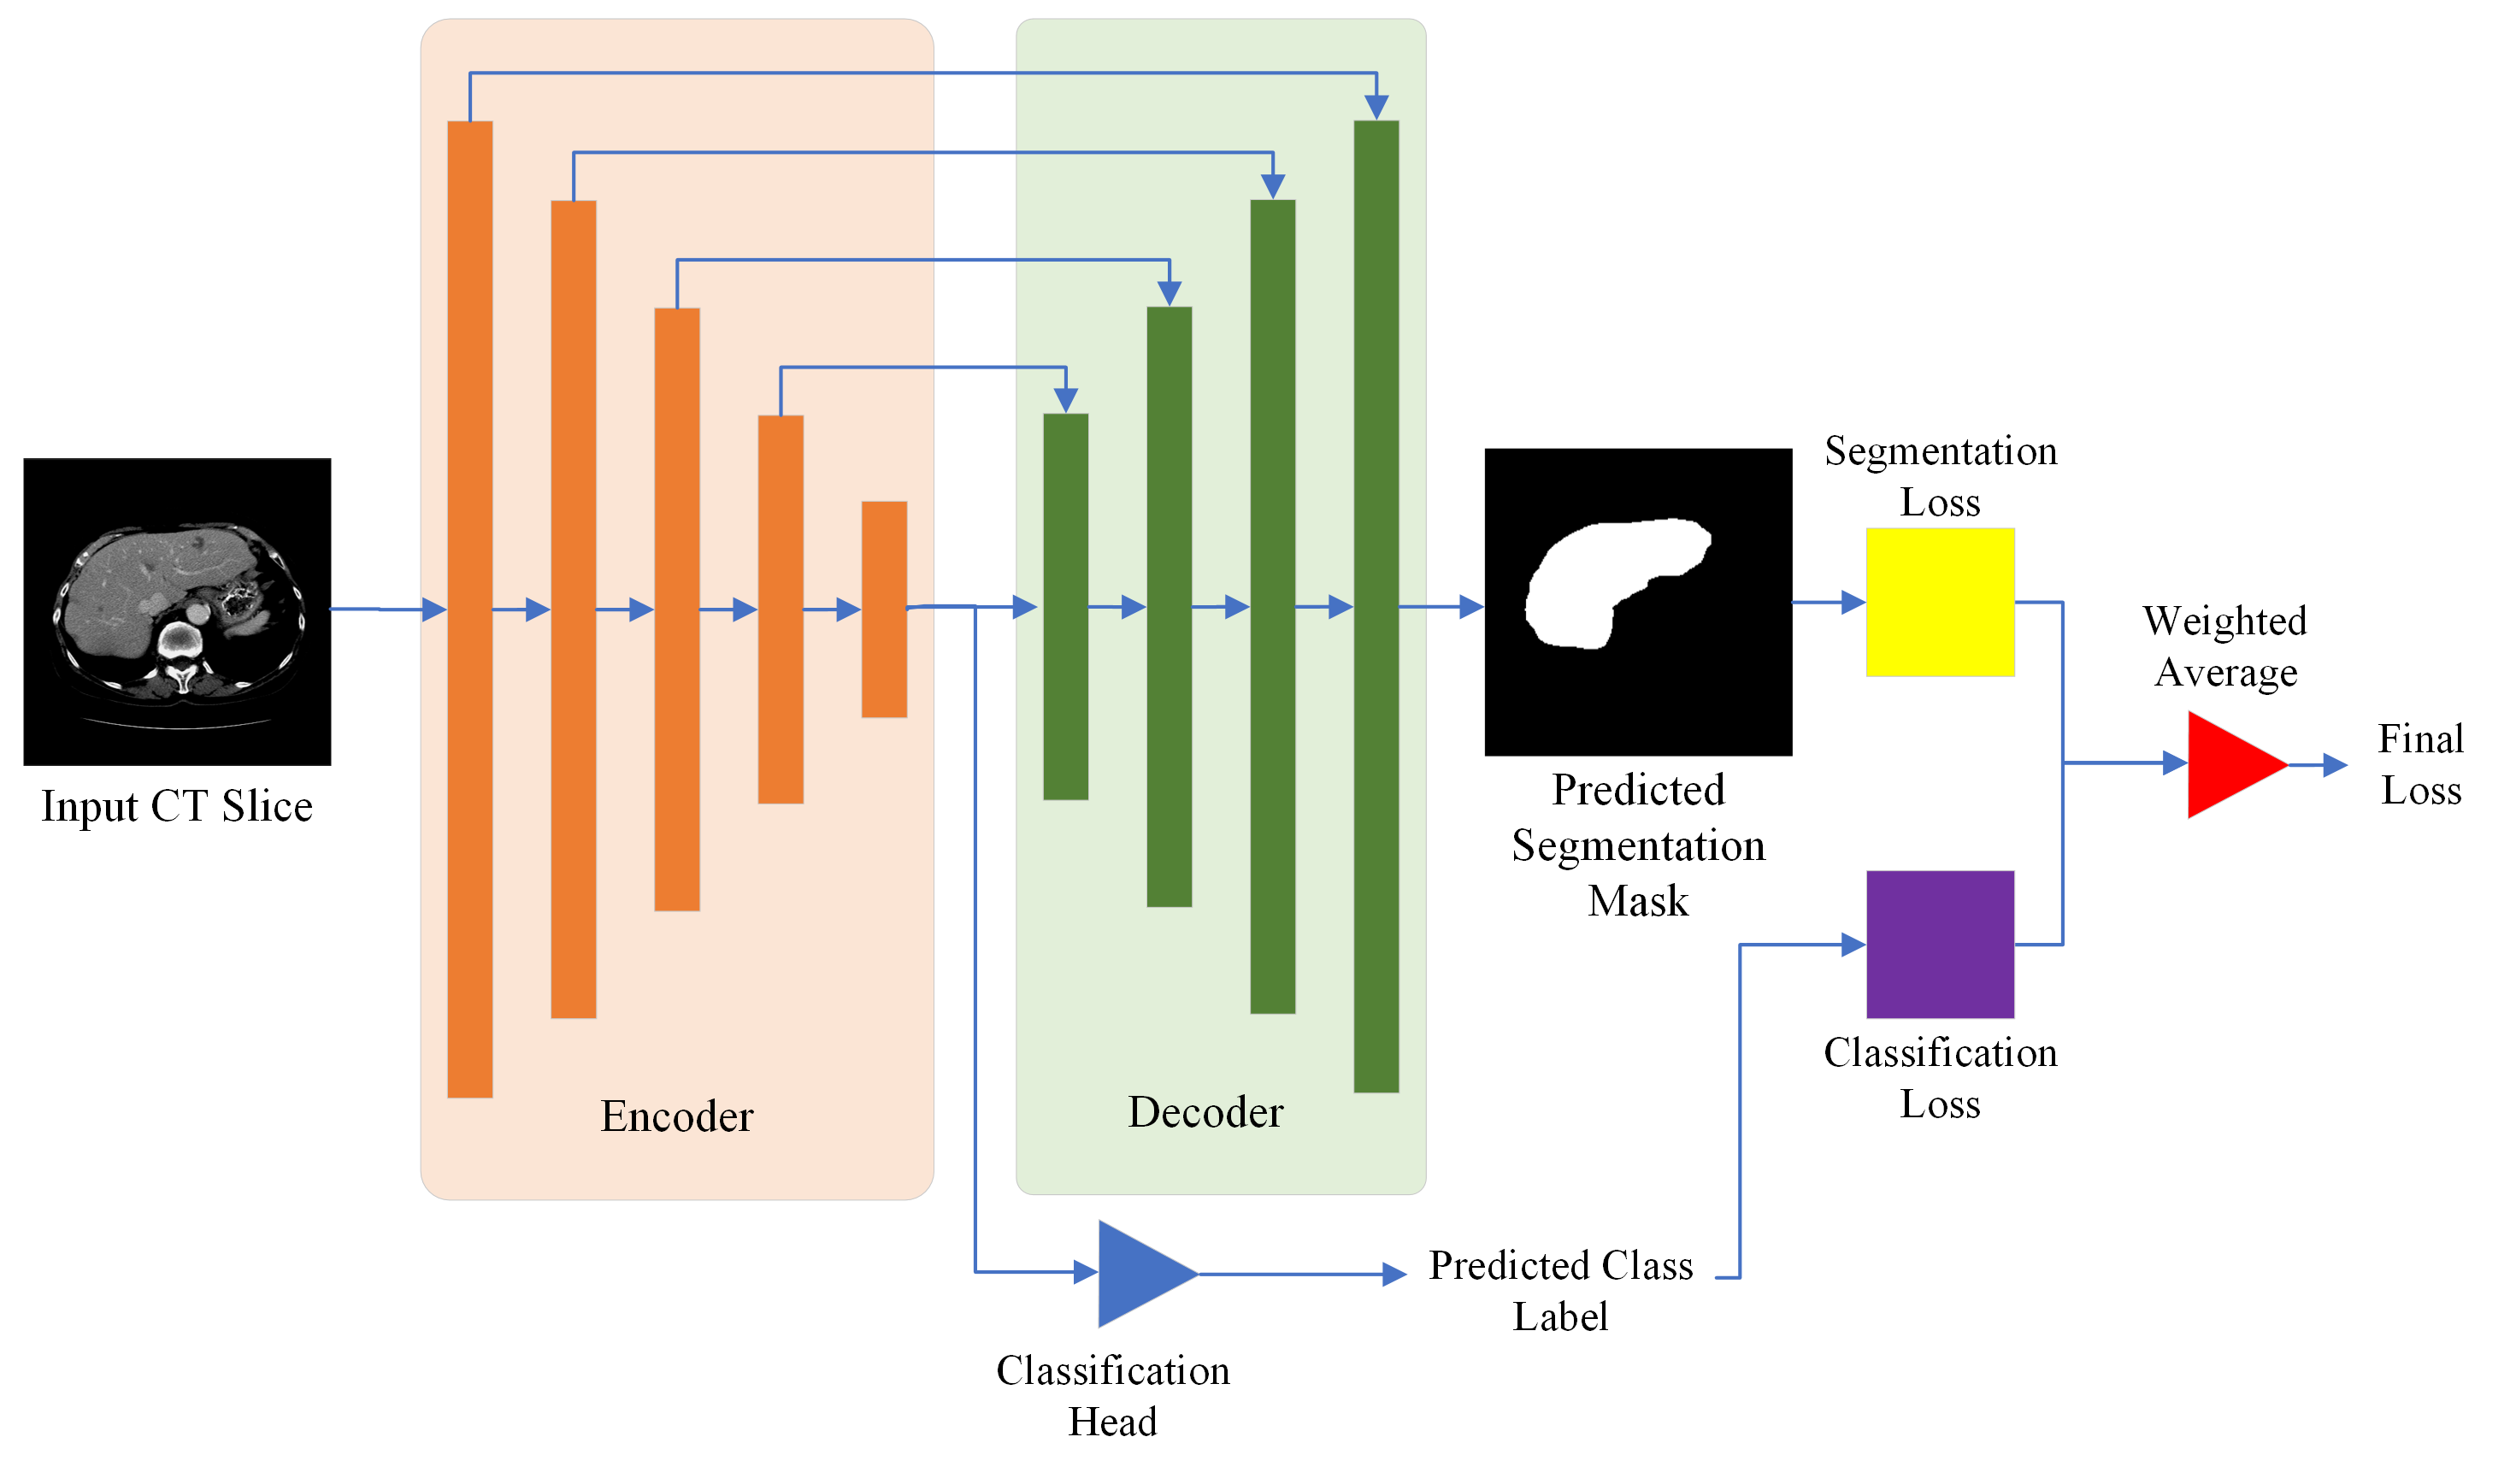 Input CT Slice
Encoder
Decoder
Predicted
Segmentation
Mask
Segmentation
Loss
Weighted
Average
Final
Loss
Classification
Loss
Predicted Class
Label
Classification
Head